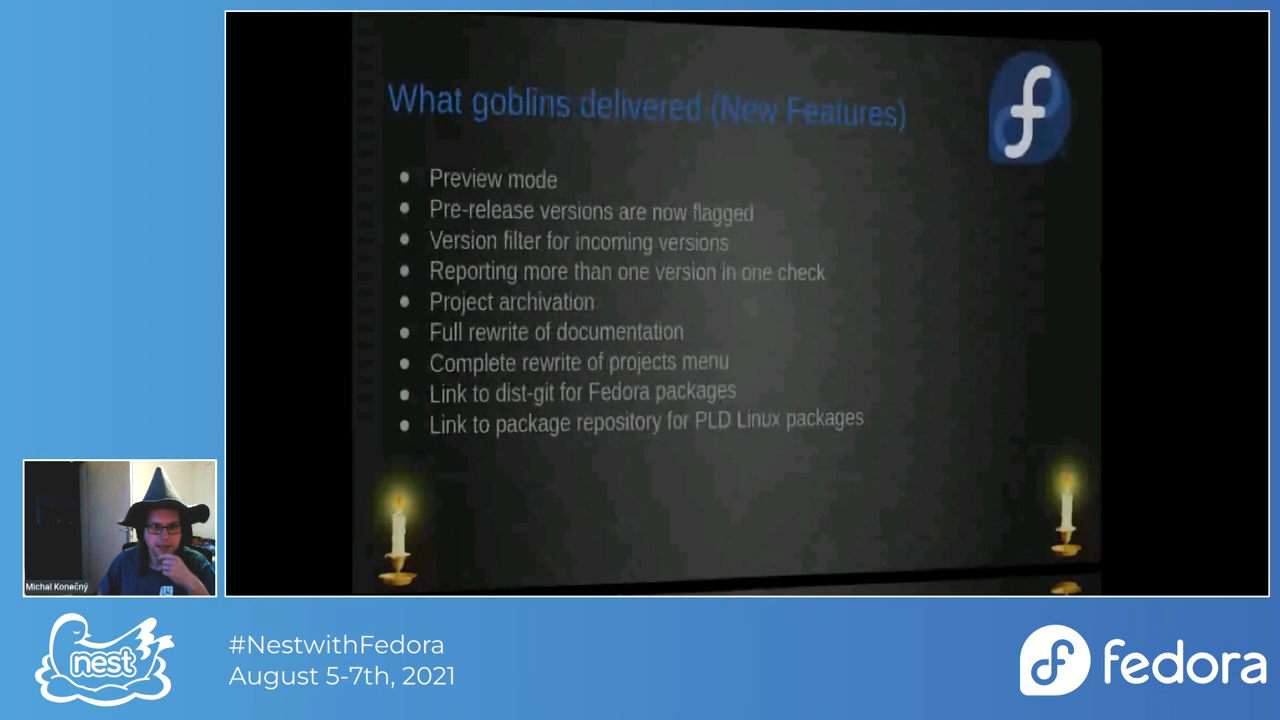 What goblins delivered (New Features)
Preview mode
Pre-release versions are now flagged
Version filter for incoming versions
Reporting more than one version in one check
Project archivation
Full rewrite of documentation
Complete rewrite of projects menu
Link to dist-git for Fedora packages
Link to package repository for PLD Linux packages
Michal Konečný
nest
#NestwithFedora
August 5-7th, 2021
fedora